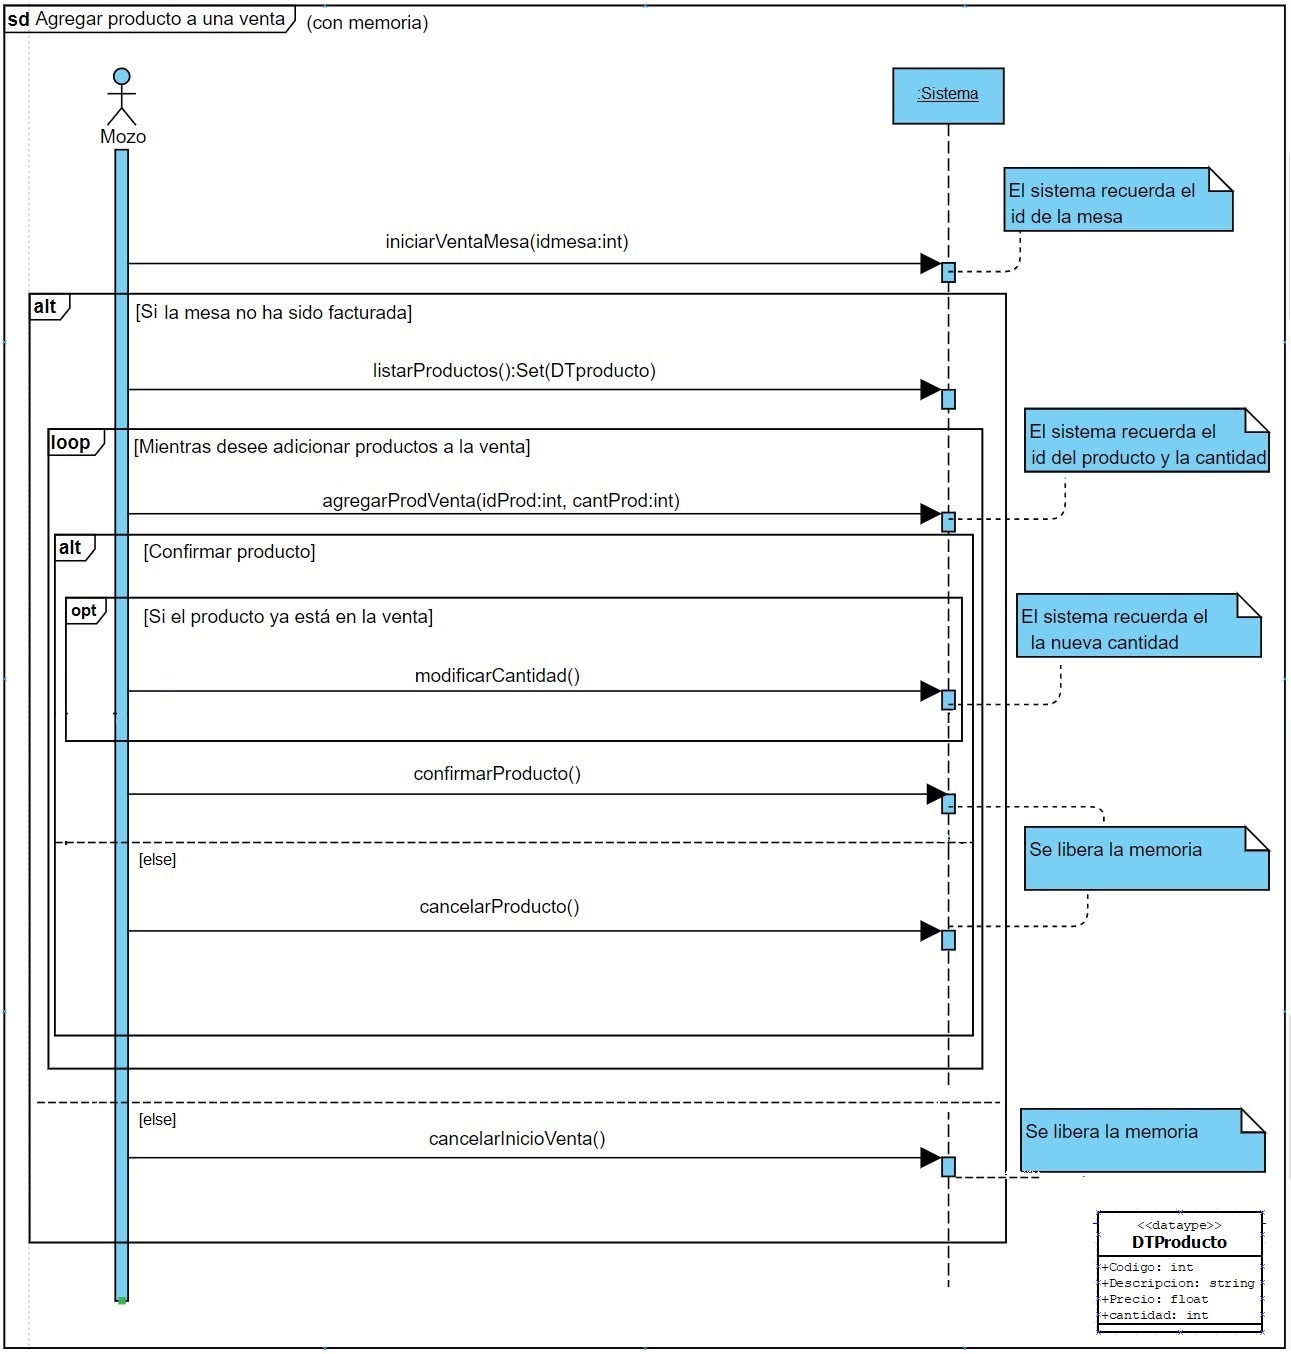 sd Agregar producto a una venta (con memoria)
Mozo
:Sistema
El sistema recuerda el
id de la mesa
iniciarVentaMesa(idmesa:int)
alt
[Si la mesa no ha sido facturada]
listarProductos():Set(DTproducto)
loop
[Mientras desee adicionar productos a la venta]
El sistema recuerda el
id del producto y la cantidad
agregarProdVenta(idProd:int, cantProd:int)
alt
[Confirmar producto]
opt
[Si el producto ya está en la venta]
El sistema recuerda el
la nueva cantidad
modificarCantidad()
confirmarProducto()
Se libera la memoria
[else]
cancelarProducto()
[else]
cancelarInicioVenta()
Se libera la memoria
<<dataype>>
DTProducto
+Codigo: int
+Descripcion: string
+Precio: float
+cantidad: int